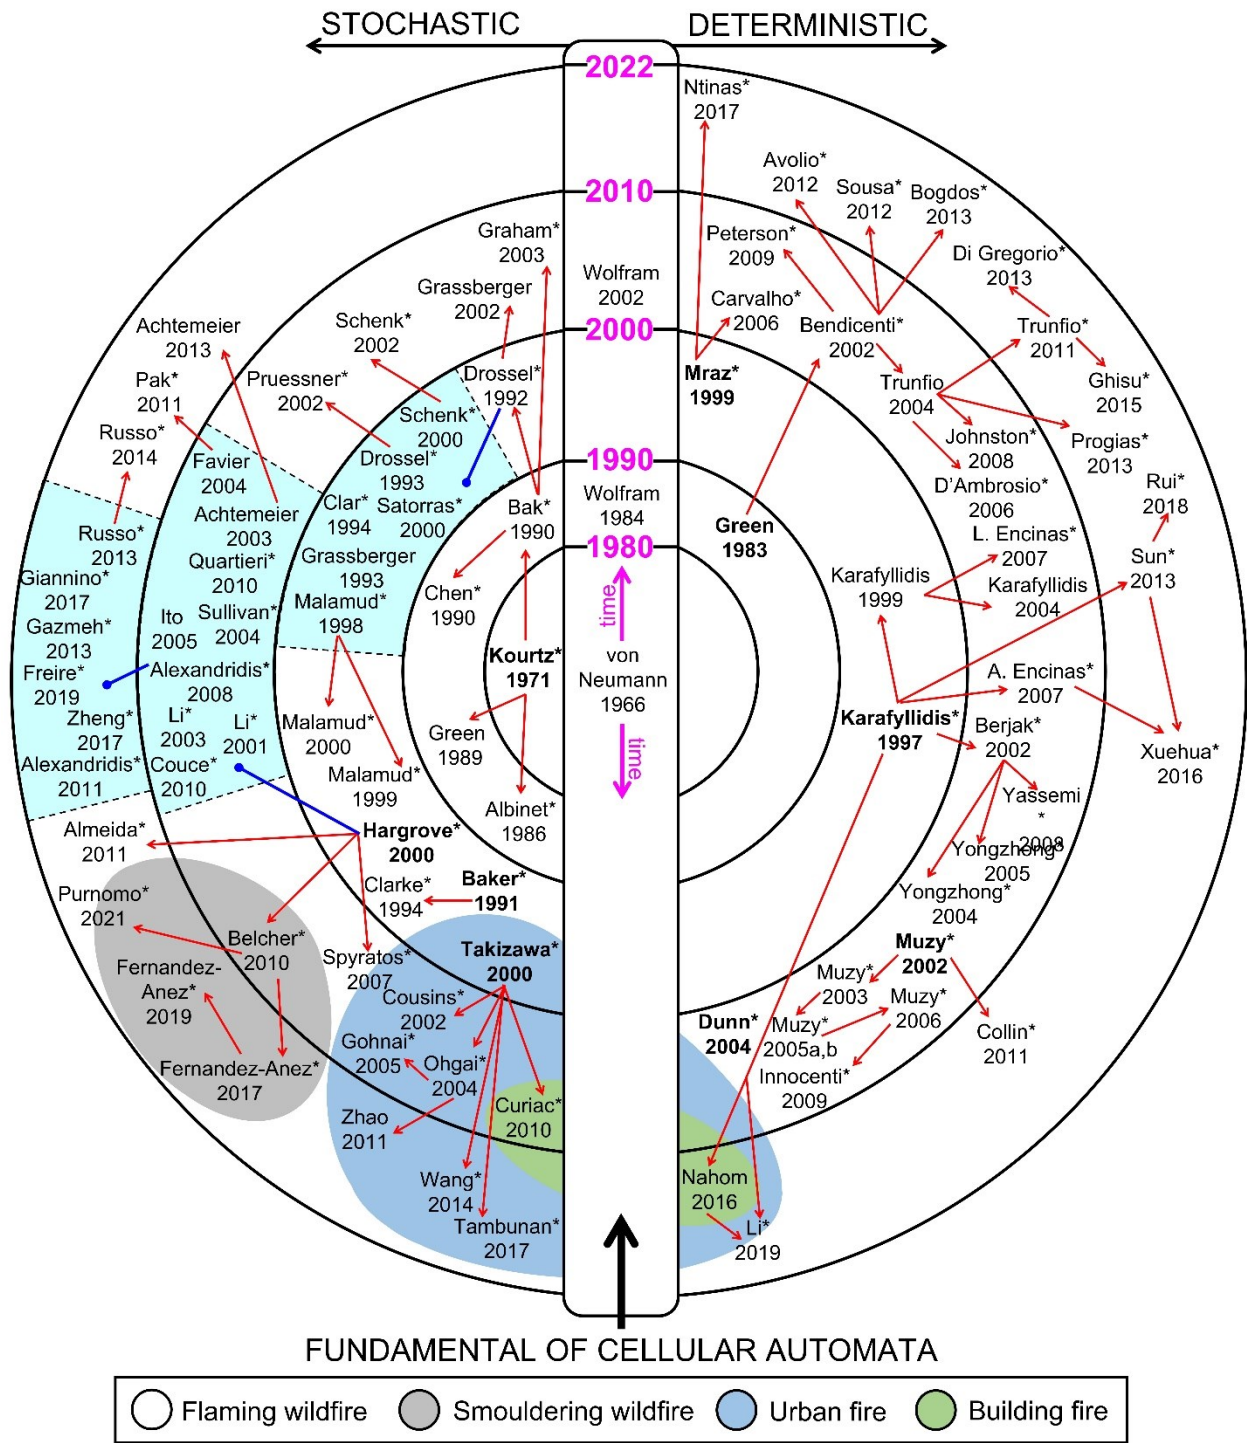 STOCHASTIC
DETERMINISTIC
2022
2010
Wolfram
2002
2000
1990
Wolfram
1984
1980
time
von
Neumann
1966
time
Graham*
2003
Grassberger
2002
Schenk*
2002
Drossel*
1992
Achtemeier
2013
Pruessner*
2002
Pak*
2011
Schenk*
2000
Russo*
2014
Favier
2004
Drossel*
1993
Clar*
1994
Satorras*
2000
Bak*
1990
Achtemeier
2003
Russo*
2013
Quartieri*
2010
Grassberger
1993
Giannino*
2017
Chen*
1990
Malamud*
1998
Ito
2005
Sullivan*
2004
Gazmeh*
2013
Kourtz*
1971
Freire*
2019
Alexandridis*
2008
Zheng*
2017
Li*
2003
Li*
2001
Malamud*
2000
Green
1989
Alexandridis*
2011
Couce*
2010
Malamud*
1999
Albinet*
1986
Almeida*
2011
Hargrove*
2000
Clarke*
1994
Baker*
1991
Purnomo*
2021
Belcher*
2010
Spyratos*
2007
Takizawa*
2000
Fernandez-
Anez*
2019
Cousins*
2002
Gohnai*
2005
Ohgai*
2004
Fernandez-Anez*
2017
Zhao
2011
Curiac*
2010
Wang*
2014
Tambunan*
2017
Ntinas*
2017
Avolio*
2012
Sousa*
2012
Bogdos*
2013
Peterson*
2009
Di Gregorio*
2013
Carvalho*
2006
Bendicenti*
2002
Trunfio*
2011
Mraz*
1999
Trunfio
2004
Ghisu*
2015
Johnston*
2008
Progias*
2013
D'Ambrosio*
2006
Rui*
2018
Green
1983
L. Encinas*
2007
Sun*
2013
Karafyllidis
1999
Karafyllidis
2004
A. Encinas*
2007
Karafyllidis*
1997
Berjak*
2002
Xuehua*
2016
Yassemi
*
2008
Yongzhong*
2005
Yongzhong*
2004
Muzy*
2002
Muzy*
2003
Muzy*
2006
Dunn*
2004
Muzy*
2005a,b
Collin*
2011
Innocenti*
2009
Nahom
2016
Li*
2019
FUNDAMENTAL OF CELLULAR AUTOMATA
Flaming wildfire
Smouldering wildfire
Urban fire
Building fire